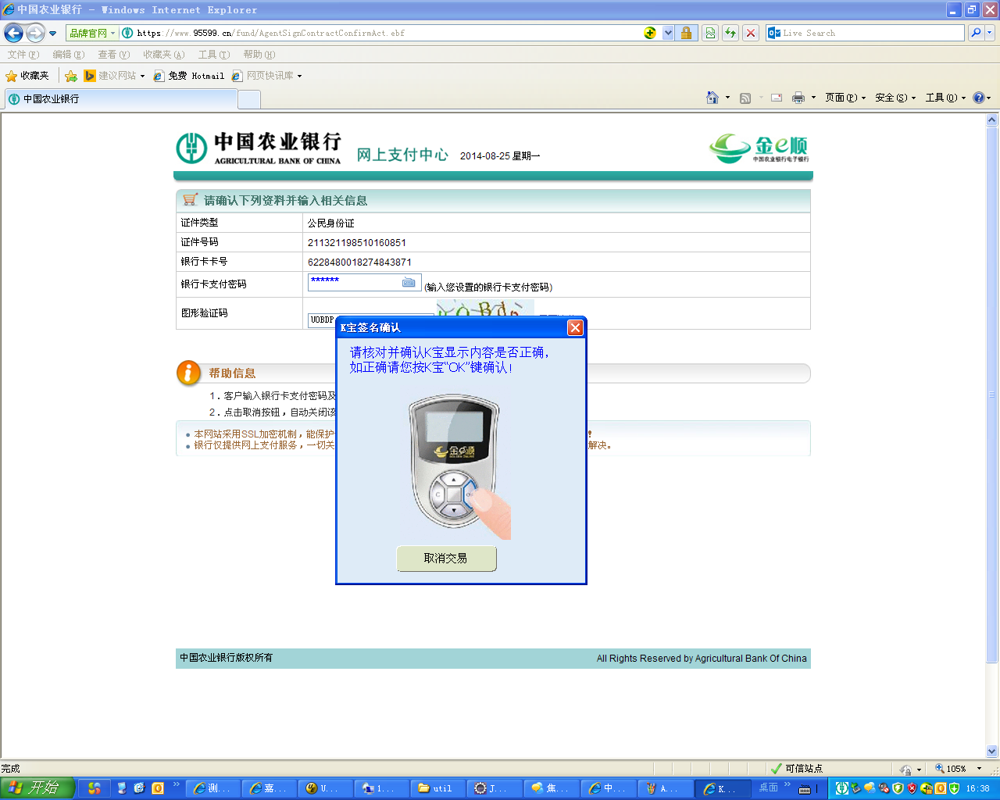 中国农业银行 - Windows Internet Explorer
品牌官网 https://www.95599.cn/fund/AgentSignContractConfirmAct.ebf Live Search
文件(F) 编辑(E) 查看(V) 收藏夹(A) 工具(T) 帮助(H)
收藏夹 建议网站 免费 Hotmail 网页快讯库
中国农业银行 页面(P) 安全(S) 工具(O)
中国农业银行
AGRICULTURAL BANK OF CHINA
网上支付中心 2014-08-25 星期一
金e顺
中国农业银行电子银行
请确认下列资料并输入相关信息
证件类型 公民身份证
证件号码 211321198510160851
银行卡卡号 6228480018274843871
银行卡支付密码 ****** (输入您设置的银行卡支付密码)
图形验证码 UOBDP
K宝签名确认
请核对并确认K宝显示内容是否正确，
如正确请您按K宝"OK"键确认！
金e顺
C
取消交易
帮助信息
1．客户输入银行卡支付密码及
2．点击取消按钮，自动关闭该
本网站采用SSL加密机制，能保护 ！
银行仅提供网上支付服务，一切关 解决。
中国农业银行版权所有 All Rights Reserved by Agricultural Bank Of China
完成 可信站点 105%
开始 测... 嘉... U... 1... util J... 焦... 中... A... K... 桌面 16:38